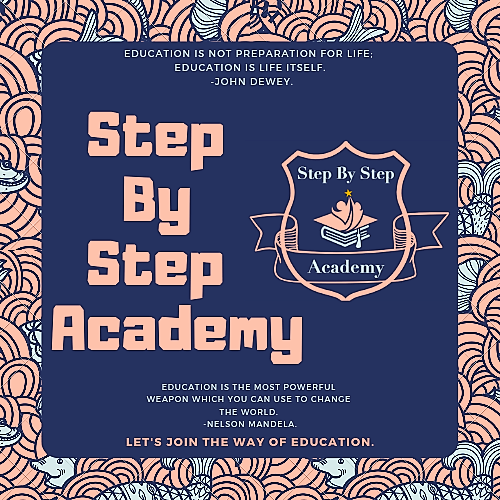 EDUCATION IS NOT PREPARATION FOR LIFE;
EDUCATION IS LIFE ITSELF.
-JOHN DEWEY.
Step
By
Step
Academy
Step By Step
Academy
EDUCATION IS THE MOST POWERFUL
WEAPON WHICH YOU CAN USE TO CHANGE
THE WORLD.
-NELSON MANDELA.
LET'S JOIN THE WAY OF EDUCATION.